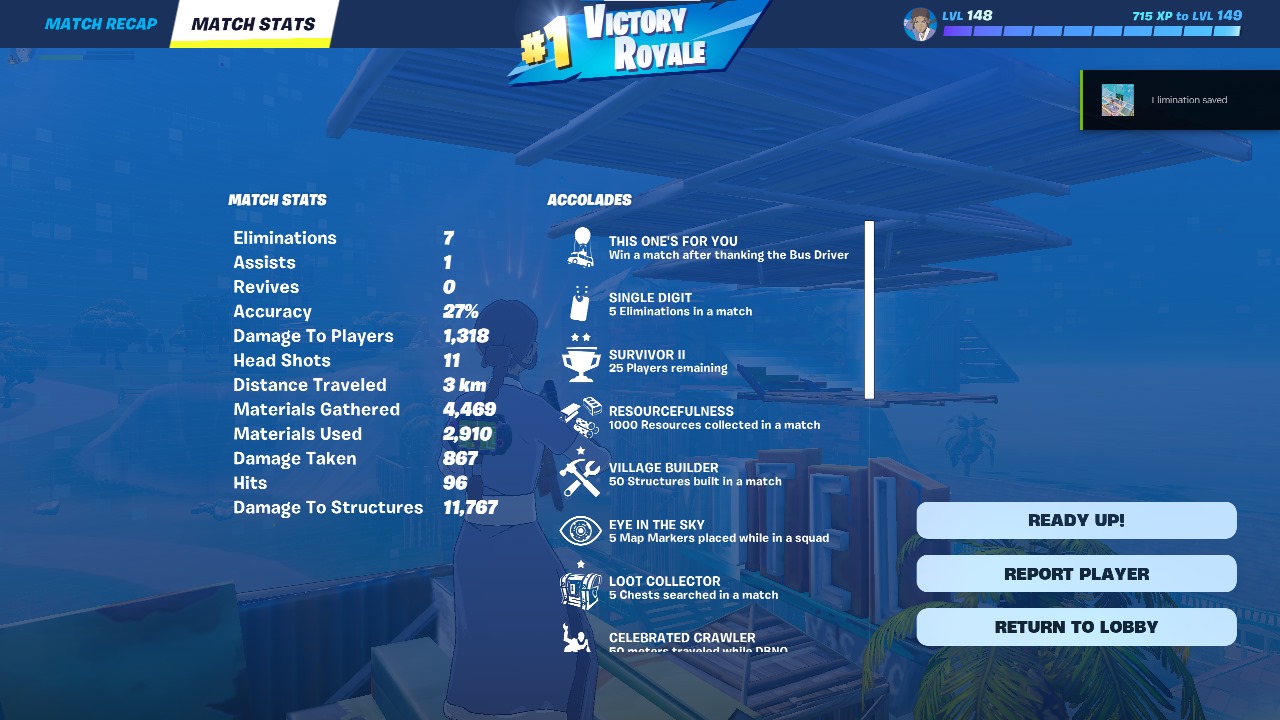 MATCH RECAP
MATCH STATS
#1 VICTORY
ROYALE
LVL 148
715 XP to LVL 149
Elimination saved
MATCH STATS
Eliminations 7
Assists 1
Revives 0
Accuracy 27%
Damage To Players 1,318
Head Shots 11
Distance Traveled 3 km
Materials Gathered 4,469
Materials Used 2,910
Damage Taken 867
Hits 96
Damage To Structures 11,767
ACCOLADES
THIS ONE'S FOR YOU
Win a match after thanking the Bus Driver
SINGLE DIGIT
5 Eliminations in a match
SURVIVOR II
25 Players remaining
RESOURCEFULNESS
1000 Resources collected in a match
VILLAGE BUILDER
50 Structures built in a match
EYE IN THE SKY
5 Map Markers placed while in a squad
LOOT COLLECTOR
5 Chests searched in a match
CELEBRATED CRAWLER
50 meters traveled while DBNO
READY UP!
REPORT PLAYER
RETURN TO LOBBY